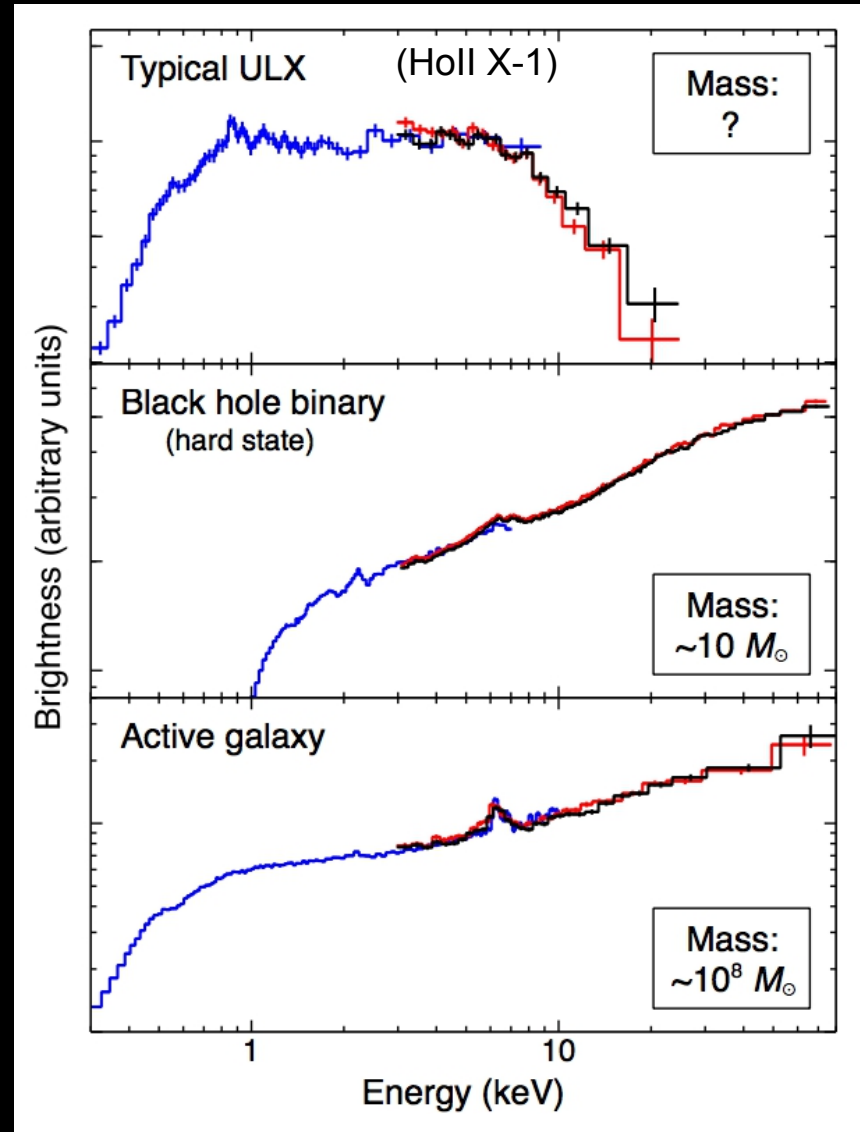 Typical ULX (HoII X-1)
Mass:
?
Black hole binary
(hard state)
Mass:
~10 M☉
Active galaxy
Mass:
~10⁸ M☉
Brightness (arbitrary units)
1 10
Energy (keV)